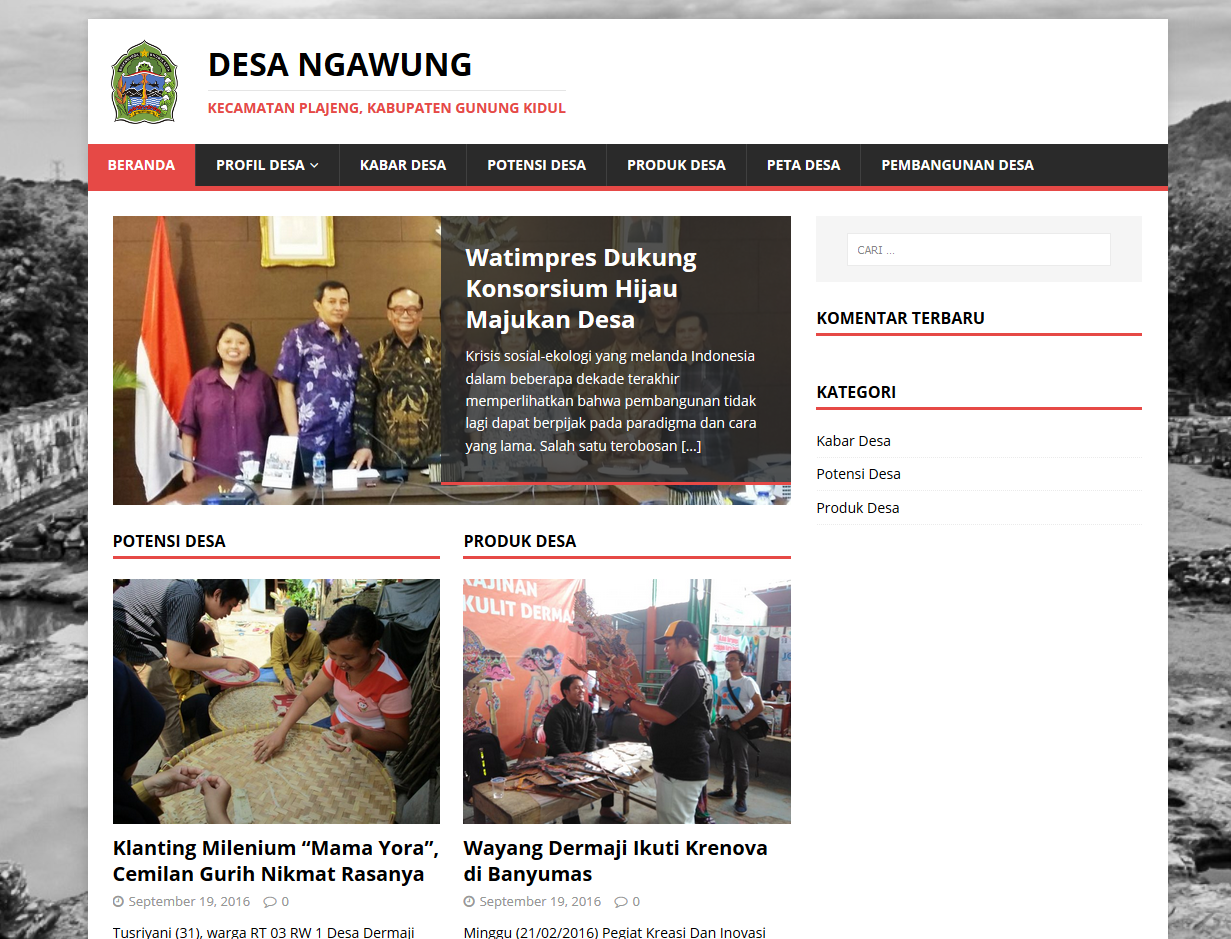 DESA NGAWUNG
KECAMATAN PLAJENG, KABUPATEN GUNUNG KIDUL
BERANDA
PROFIL DESA
KABAR DESA
POTENSI DESA
PRODUK DESA
PETA DESA
PEMBANGUNAN DESA
Watimpres Dukung
Konsorsium Hijau
Majukan Desa
Krisis sosial-ekologi yang melanda Indonesia
dalam beberapa dekade terakhir
memperlihatkan bahwa pembangunan tidak
lagi dapat berpijak pada paradigma dan cara
yang lama. Salah satu terobosan [...]
CARI ...
KOMENTAR TERBARU
KATEGORI
Kabar Desa
Potensi Desa
Produk Desa
POTENSI DESA
Klanting Milenium “Mama Yora”,
Cemilan Gurih Nikmat Rasanya
September 19, 2016 0
Tusriyani (31), warga RT 03 RW 1 Desa Dermaji
PRODUK DESA
RAJINAN
KULIT DERMA
Wayang Dermaji Ikuti Krenova
di Banyumas
September 19, 2016 0
Minggu (21/02/2016) Pegiat Kreasi Dan Inovasi